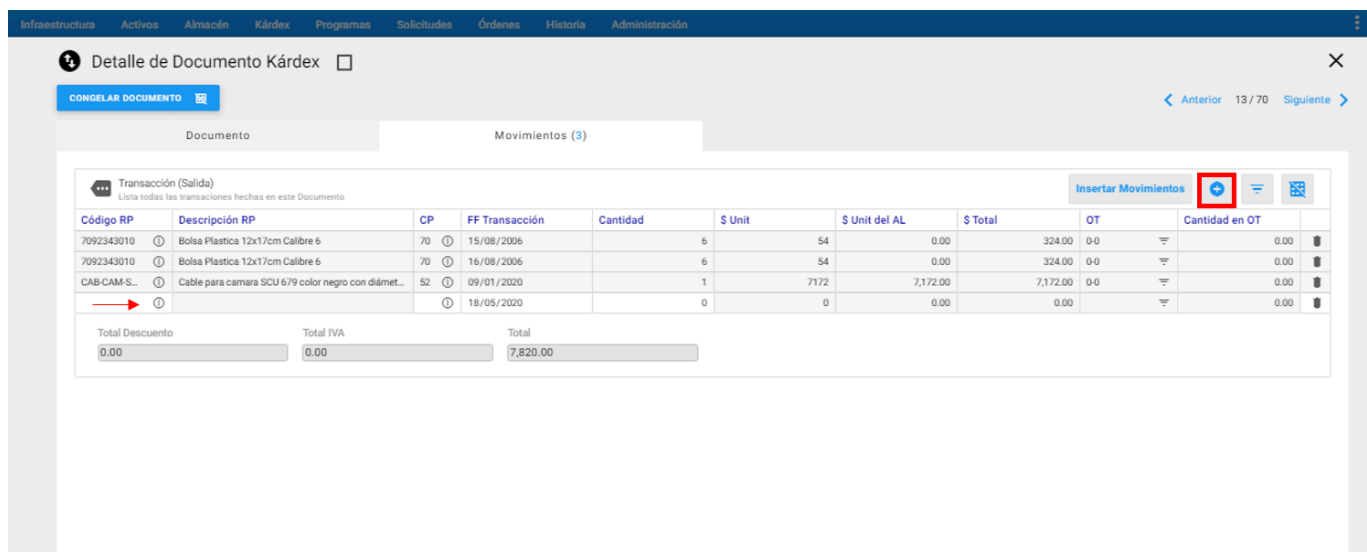 Infraestructura Activos Almacén Kárdex Programas Solicitudes Órdenes Historia Administración
Detalle de Documento Kárdex
CONGELAR DOCUMENTO
Anterior 13 / 70 Siguiente
Documento Movimientos (3)
Transacción (Salida)
Lista todas las transaciones hechas en este Documento
Insertar Movimientos
Código RP Descripción RP CP FF Transacción Cantidad $ Unit $ Unit del AL $ Total OT Cantidad en OT
7092343010 Bolsa Plastica 12x17cm Calibre 6 70 15/08/2006 6 54 0.00 324.00 0-0 0.00
7092343010 Bolsa Plastica 12x17cm Calibre 6 70 16/08/2006 6 54 0.00 324.00 0-0 0.00
CAB-CAM-S... Cable para camara SCU 679 color negro con diámet... 52 09/01/2020 1 7172 7,172.00 7,172.00 0-0 0.00
18/05/2020 0 0 0.00 0.00 0.00
Total Descuento Total IVA Total
0.00 0.00 7,820.00